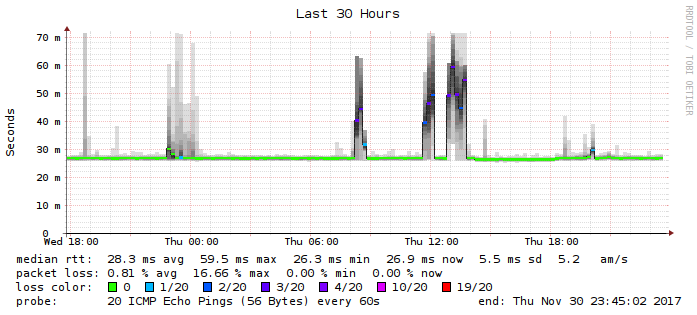 Last 30 Hours
RRDTOOL / TOBI OETIKER
Seconds
70 m
60 m
50 m
40 m
30 m
20 m
10 m
0
Wed 18:00 Thu 00:00 Thu 06:00 Thu 12:00 Thu 18:00
median rtt: 28.3 ms avg 59.5 ms max 26.3 ms min 26.9 ms now 5.5 ms sd 5.2 am/s
packet loss: 0.81 % avg 16.66 % max 0.00 % min 0.00 % now
loss color: 0 1/20 2/20 3/20 4/20 10/20 19/20
probe: 20 ICMP Echo Pings (56 Bytes) every 60s end: Thu Nov 30 23:45:02 2017